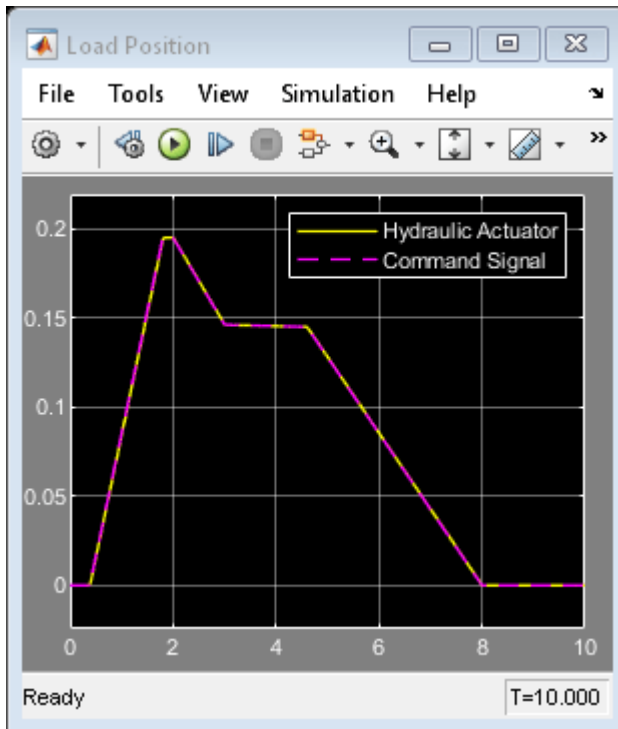 Load Position
File Tools View Simulation Help
0.2
Hydraulic Actuator
Command Signal
0.15
0.1
0.05
0
0 2 4 6 8 10
Ready T=10.000